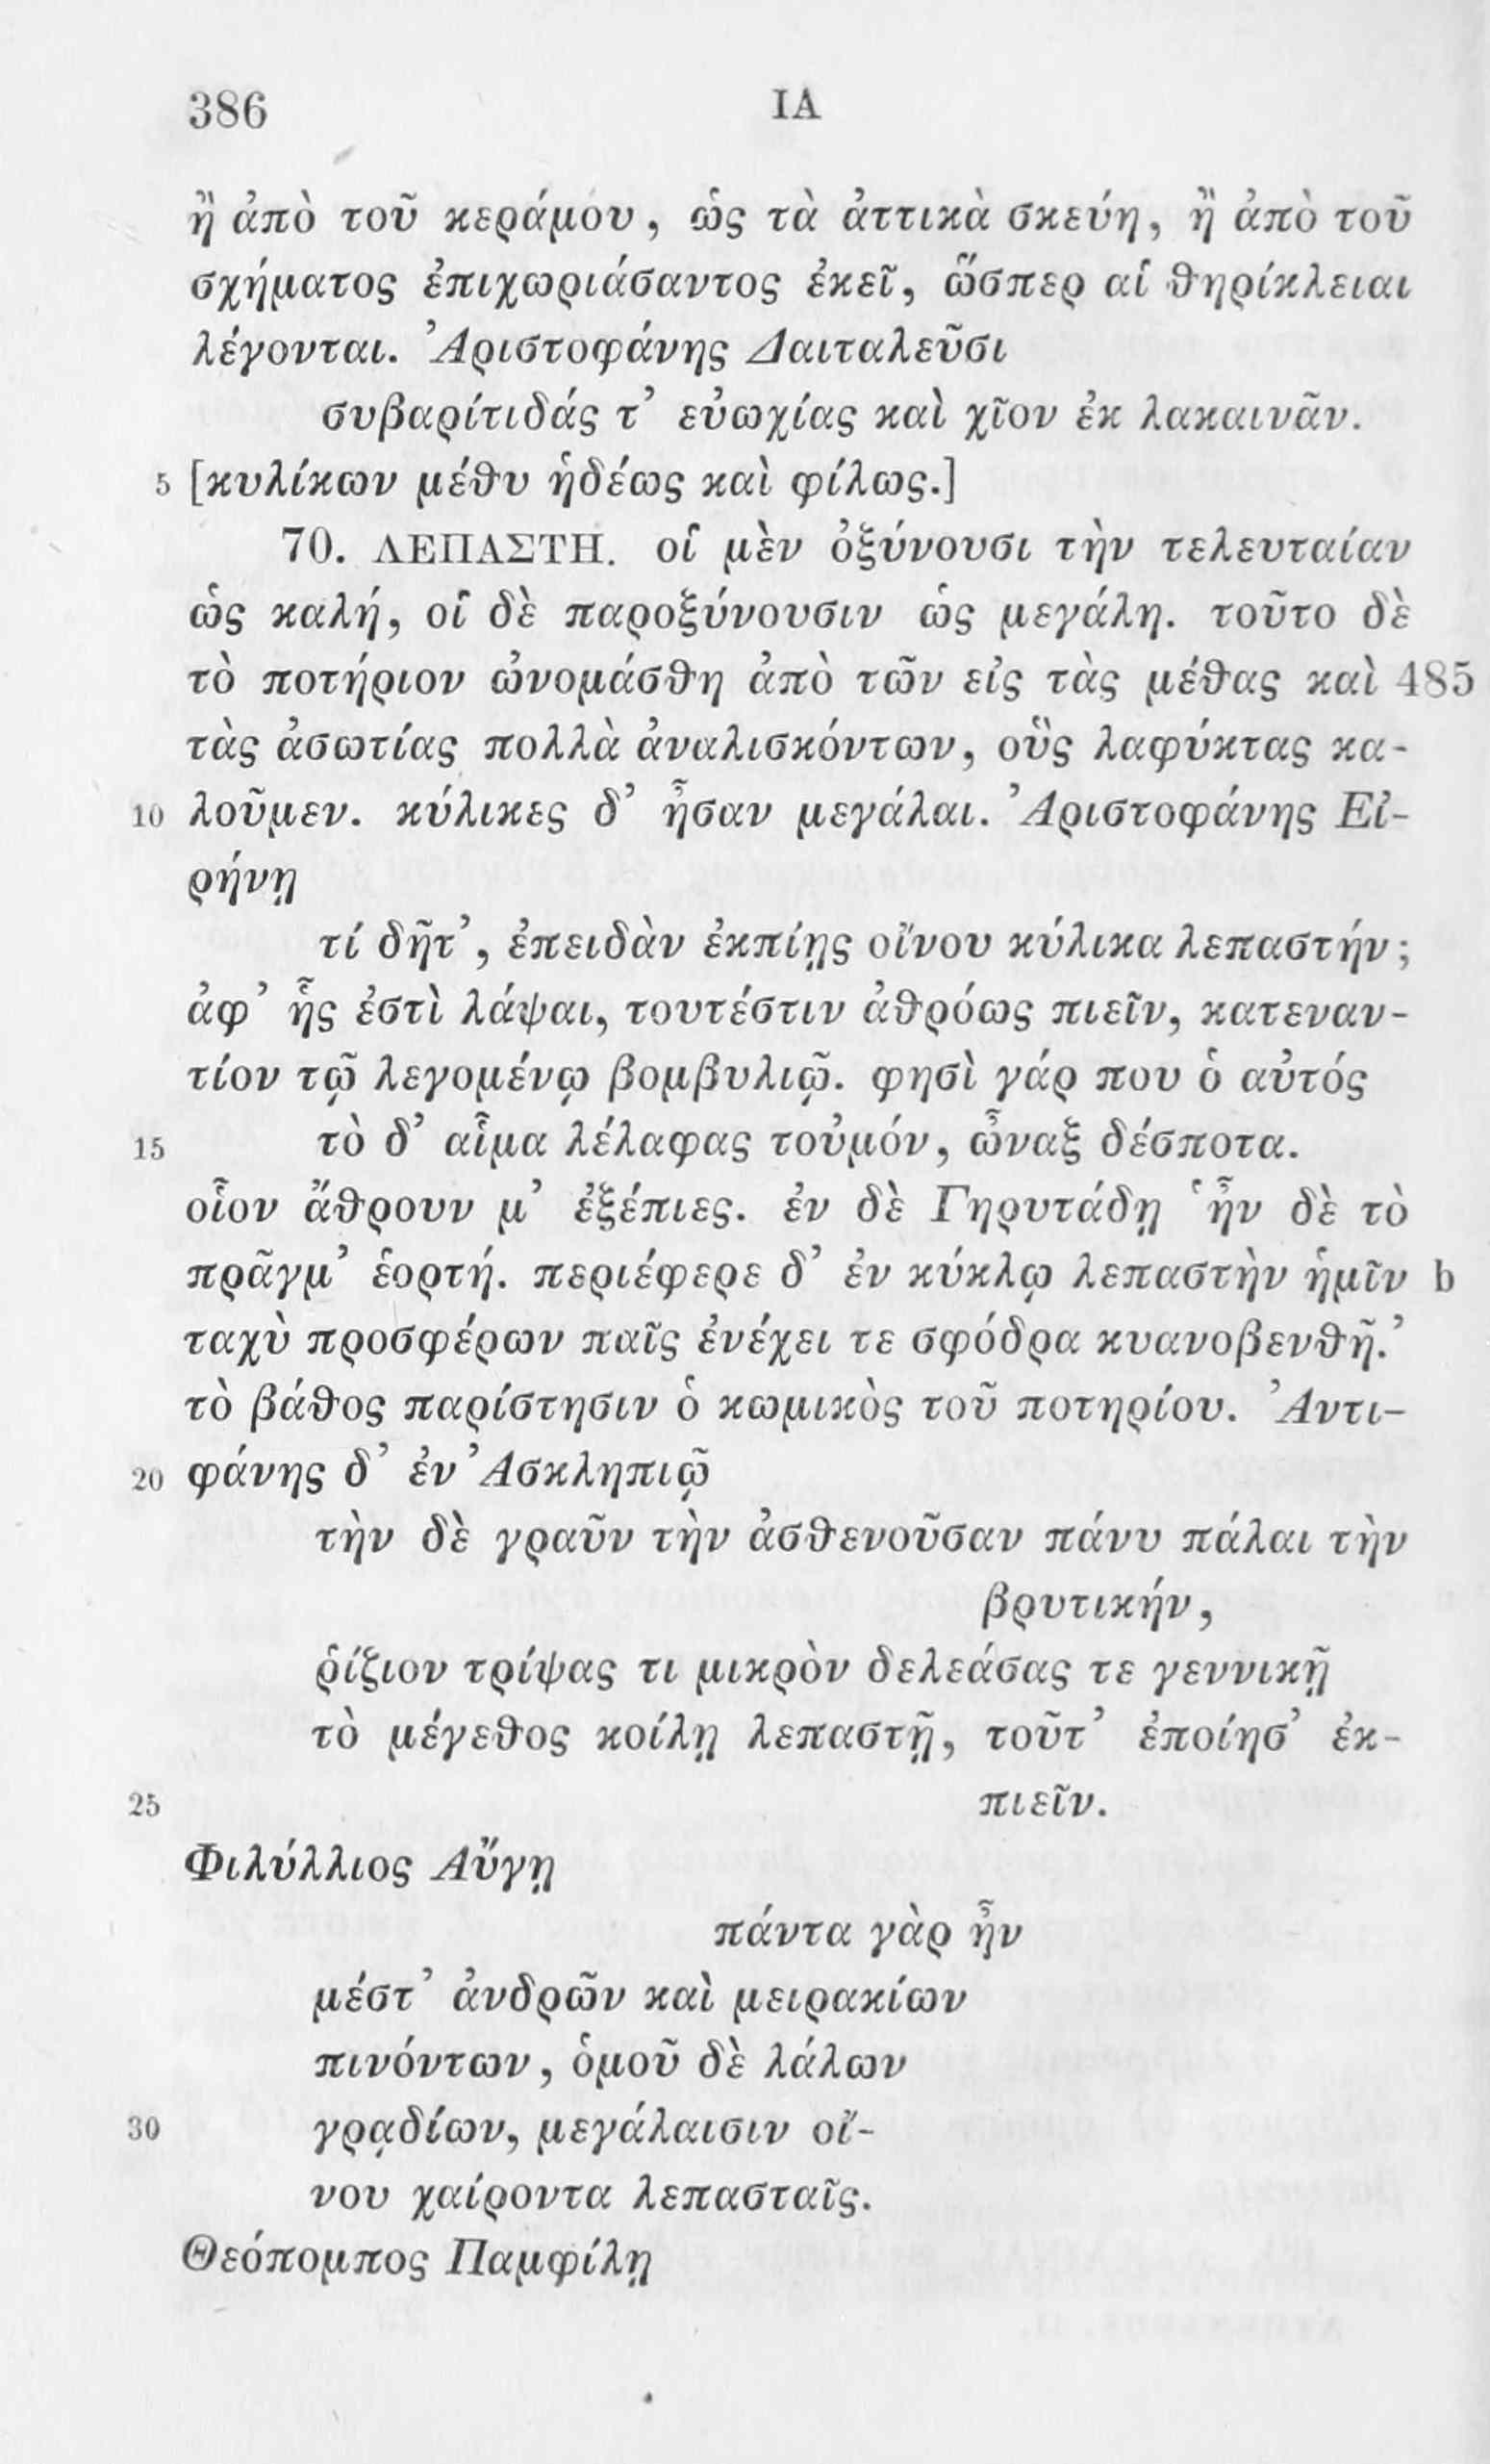 386 ΙΑ
ἢ ἀπὸ τοῦ κεράμου, ὡς τὰ ἀττικὰ σκεύη, ἢ ἀπὸ τοῦ
σχήματος ἐπιχωριάσαντος ἐκεῖ, ὥσπερ αἱ θηρίκλειαι
λέγονται. Ἀριστοφάνης Δαιταλεῦσι
συβαρίτιδάς τ᾽ εὐωχίας καὶ χῖον ἐκ λακαινᾶν.
5 [κυλίκων μέθυ ἡδέως καὶ φίλως.]
70. ΛΕΠΑΣΤΗ. οἱ μὲν ὀξύνουσι τὴν τελευταίαν
ὡς καλή, οἱ δὲ παροξύνουσιν ὡς μεγάλη. τοῦτο δὲ
τὸ ποτήριον ὠνομάσθη ἀπὸ τῶν εἰς τὰς μέθας καὶ 485
τὰς ἀσωτίας πολλὰ ἀναλισκόντων, οὓς λαφύκτας κα-
10 λοῦμεν. κύλικες δ᾽ ἦσαν μεγάλαι. Ἀριστοφάνης Εἰ-
ρήνῃ
τί δῆτ᾽, ἐπειδὰν ἐκπίῃς οἴνου κύλικα λεπαστήν;
ἀφ᾽ ἧς ἐστὶ λάψαι, τουτέστιν ἀθρόως πιεῖν, κατεναν-
τίον τῷ λεγομένῳ βομβυλιῷ. φησὶ γάρ που ὁ αὐτός
15 τὸ δ᾽ αἷμα λέλαφας τοὐμόν, ὦναξ δέσποτα.
οἷον ἄθρουν μ᾽ ἐξέπιες. ἐν δὲ Γηρυτάδῃ ῾ἦν δὲ τὸ
πρᾶγμ᾽ ἑορτή. περιέφερε δ᾽ ἐν κύκλῳ λεπαστὴν ἡμῖν b
ταχὺ προσφέρων παῖς ἐνέχει τε σφόδρα κυανοβενθῆ.᾽
τὸ βάθος παρίστησιν ὁ κωμικὸς τοῦ ποτηρίου. Ἀντι-
20 φάνης δ᾽ ἐν Ἀσκληπιῷ
τὴν δὲ γραῦν τὴν ἀσθενοῦσαν πάνυ πάλαι τὴν
βρυτικήν,
ῥίζιον τρίψας τι μικρὸν δελεάσας τε γεννικῇ
τὸ μέγεθος κοίλῃ λεπαστῇ, τοῦτ᾽ ἐποίησ᾽ ἐκ-
25 πιεῖν.
Φιλύλλιος Αὔγῃ
πάντα γὰρ ἦν
μέστ᾽ ἀνδρῶν καὶ μειρακίων
πινόντων, ὁμοῦ δὲ λάλων
30 γρᾳδίων, μεγάλαισιν οἴ-
νου χαίροντα λεπασταῖς.
Θεόπομπος Παμφίλῃ